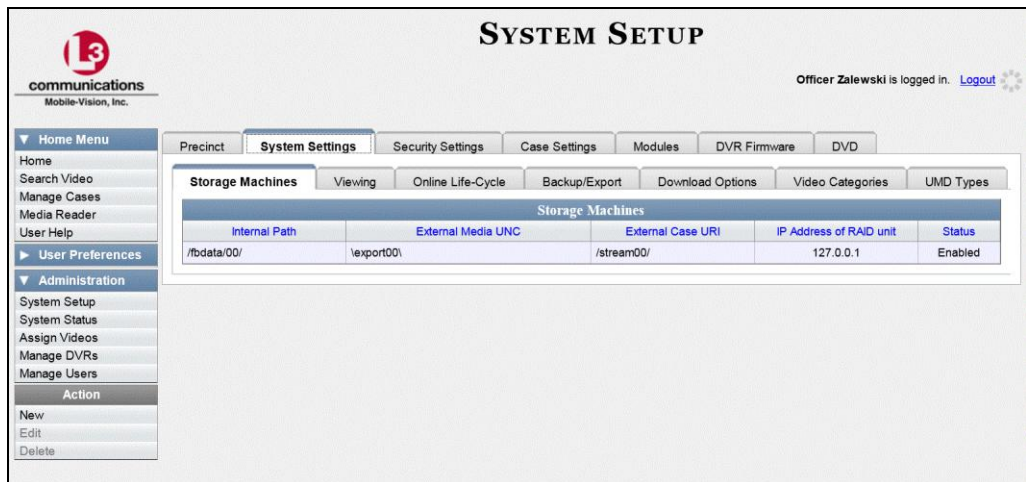 SYSTEM SETUP
L3
communications
Mobile-Vision, Inc.
Officer Zalewski is logged in. Logout
▼ Home Menu
Home
Search Video
Manage Cases
Media Reader
User Help
▶ User Preferences
▼ Administration
System Setup
System Status
Assign Videos
Manage DVRs
Manage Users
Action
New
Edit
Delete
Precinct System Settings Security Settings Case Settings Modules DVR Firmware DVD
Storage Machines Viewing Online Life-Cycle Backup/Export Download Options Video Categories UMD Types
Storage Machines
Internal Path External Media UNC External Case URI IP Address of RAID unit Status
/fbdata/00/ \export00\ /stream00/ 127.0.0.1 Enabled